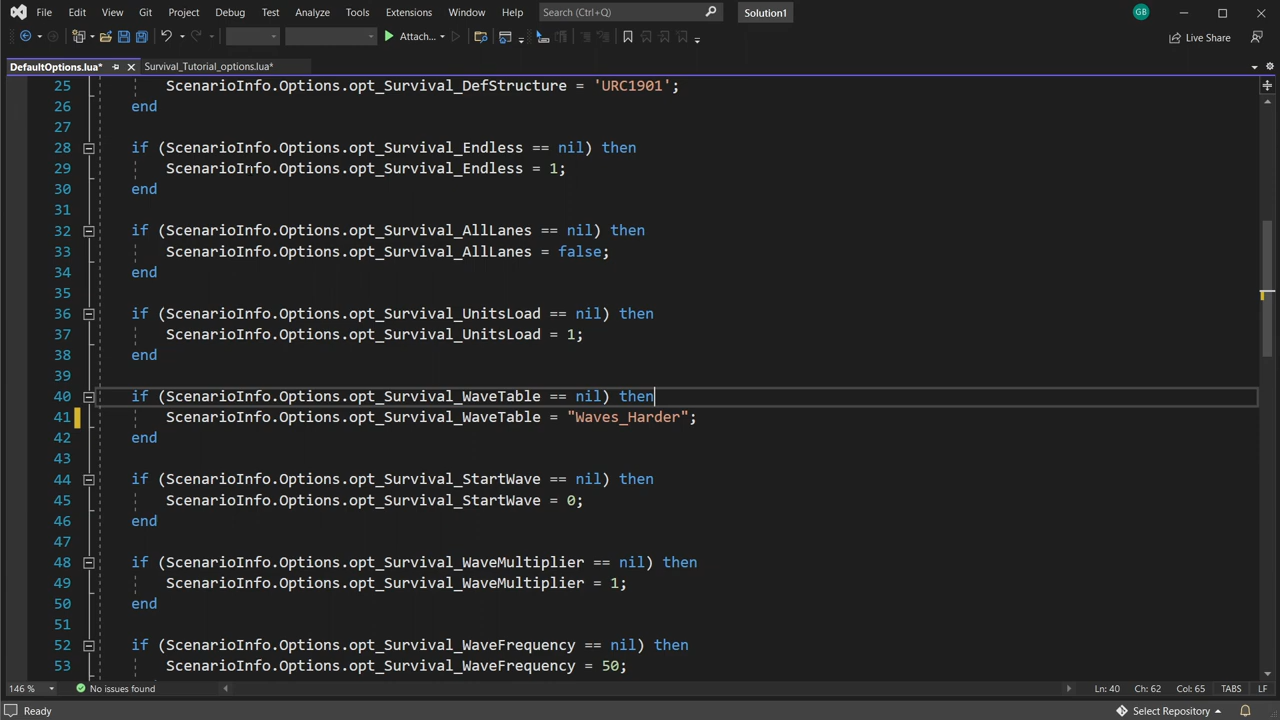 File Edit View Git Project Debug Test Analyze Tools Extensions Window Help Search (Ctrl+Q) Solution1 GB
Attach... Live Share
DefaultOptions.lua* Survival_Tutorial_options.lua*
25 ScenarioInfo.Options.opt_Survival_DefStructure = 'URC1901';
26 end
27
28 if (ScenarioInfo.Options.opt_Survival_Endless == nil) then
29 ScenarioInfo.Options.opt_Survival_Endless = 1;
30 end
31
32 if (ScenarioInfo.Options.opt_Survival_AllLanes == nil) then
33 ScenarioInfo.Options.opt_Survival_AllLanes = false;
34 end
35
36 if (ScenarioInfo.Options.opt_Survival_UnitsLoad == nil) then
37 ScenarioInfo.Options.opt_Survival_UnitsLoad = 1;
38 end
39
40 if (ScenarioInfo.Options.opt_Survival_WaveTable == nil) then
41 ScenarioInfo.Options.opt_Survival_WaveTable = "Waves_Harder";
42 end
43
44 if (ScenarioInfo.Options.opt_Survival_StartWave == nil) then
45 ScenarioInfo.Options.opt_Survival_StartWave = 0;
46 end
47
48 if (ScenarioInfo.Options.opt_Survival_WaveMultiplier == nil) then
49 ScenarioInfo.Options.opt_Survival_WaveMultiplier = 1;
50 end
51
52 if (ScenarioInfo.Options.opt_Survival_WaveFrequency == nil) then
53 ScenarioInfo.Options.opt_Survival_WaveFrequency = 50;
146 % No issues found Ln: 40 Ch: 62 Col: 65 TABS LF
Ready Select Repository